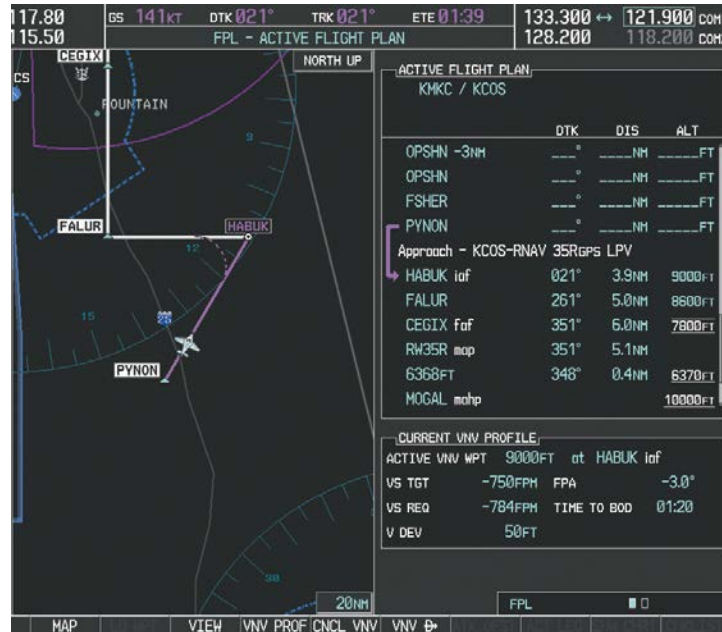 117.80 GS 141KT DTK 021° TRK 021° ETE 01:39 133.300 ↔ 121.900 COM
115.50 FPL - ACTIVE FLIGHT PLAN 128.200 118.200 COM
NORTH UP
CEGIX
CS
FOUNTAIN
9
FALUR
HABUK
12
15
25
PYNON
30
20NM
ACTIVE FLIGHT PLAN
KMKC / KCOS
DTK DIS ALT
OPSHN -3NM ___° ____NM _____FT
OPSHN ___° ____NM _____FT
FSHER ___° ____NM _____FT
PYNON ___° ____NM _____FT
Approach - KCOS-RNAV 35RGPS LPV
HABUK iaf 021° 3.9NM 9000FT
FALUR 261° 5.0NM 8600FT
CEGIX faf 351° 6.0NM 7800FT
RW35R map 351° 5.1NM
6368FT 348° 0.4NM 6370FT
MOGAL mahp 10000FT
CURRENT VNV PROFILE
ACTIVE VNV WPT 9000FT at HABUK iaf
VS TGT -750FPM FPA -3.0°
VS REQ -784FPM TIME TO BOD 01:20
V DEV 50FT
FPL
MAP VIEW VNV PROF CNCL VNV VNV D